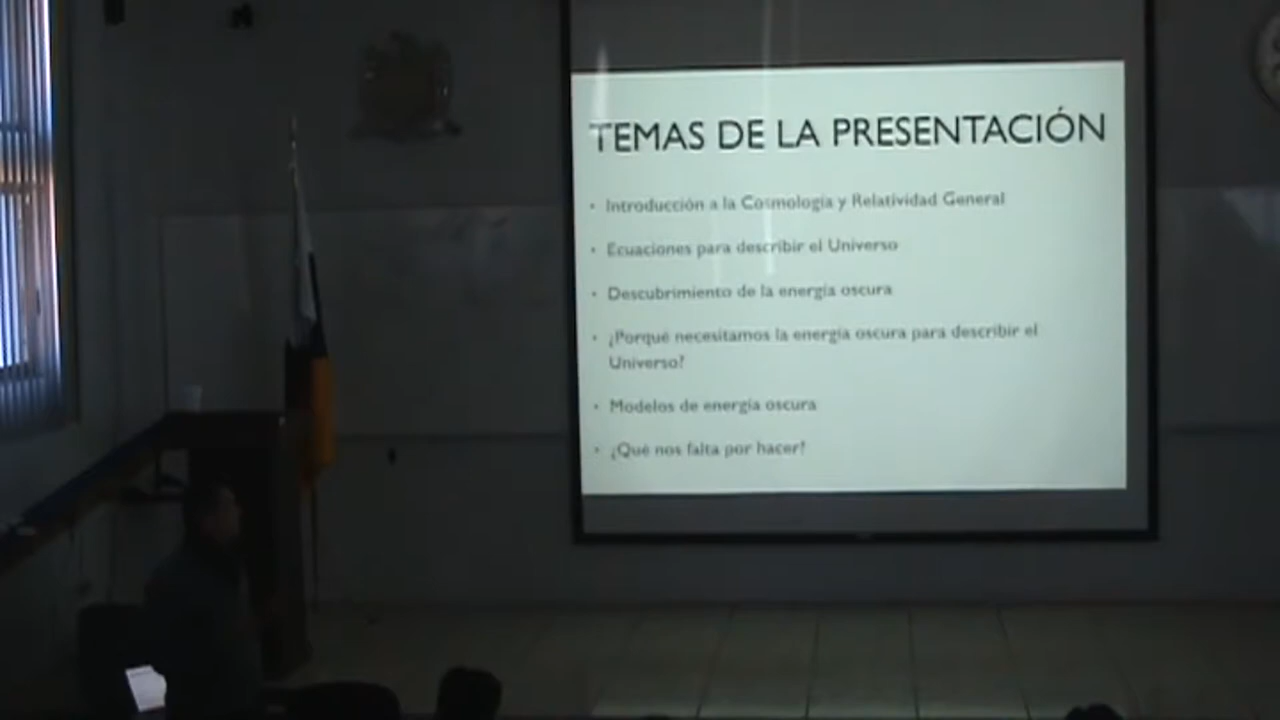 TEMAS DE LA PRESENTACIÓN
• Introducción a la Cosmología y Relatividad General
• Ecuaciones para describir el Universo
• Descubrimiento de la energía oscura
• ¿Porqué necesitamos la energía oscura para describir el
Universo?
• Modelos de energía oscura
• ¿Qué nos falta por hacer?